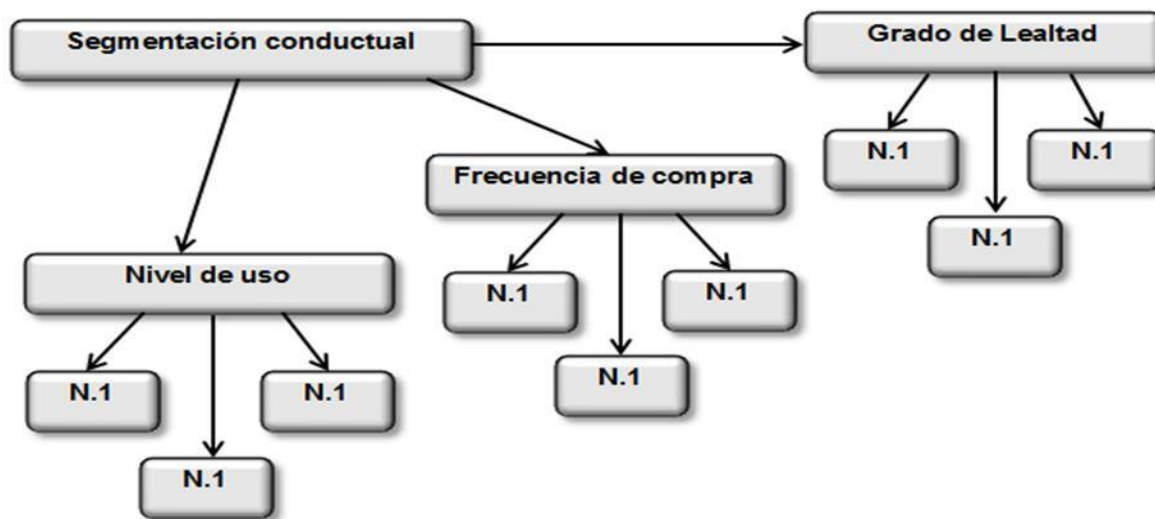 Segmentación conductual
Grado de Lealtad
N.1
N.1
N.1
Frecuencia de compra
N.1
N.1
N.1
Nivel de uso
N.1
N.1
N.1